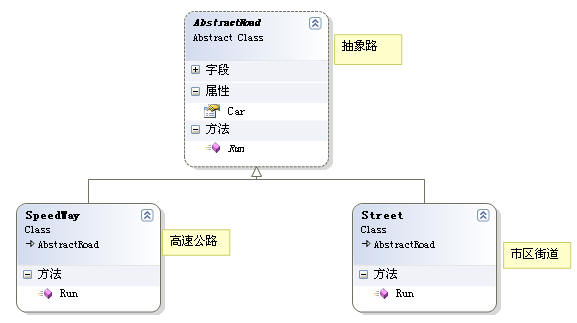 AbstractRoad
Abstract Class
抽象路
字段
属性
Car
方法
Run
SpeedWay
Class
AbstractRoad
高速公路
方法
Run
Street
Class
AbstractRoad
市区街道
方法
Run